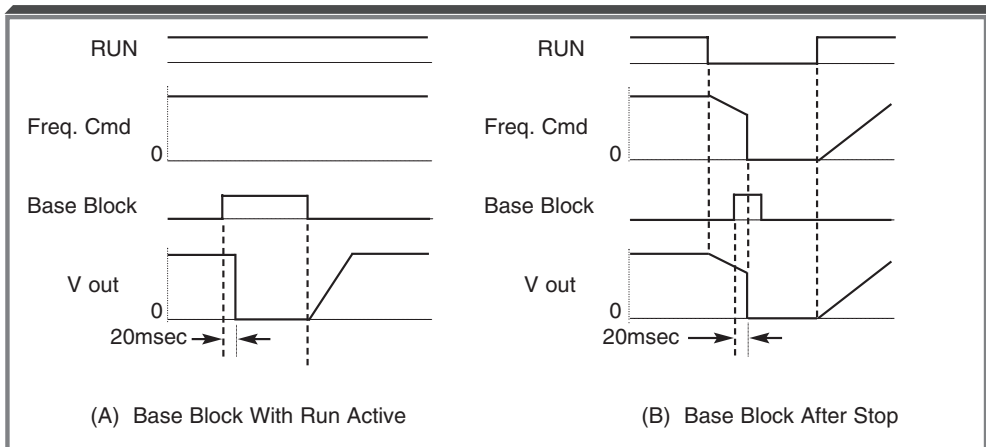 RUN
Freq. Cmd
0
Base Block
V out
0
20msec
(A) Base Block With Run Active
RUN
Freq. Cmd
0
Base Block
V out
0
20msec
(B) Base Block After Stop